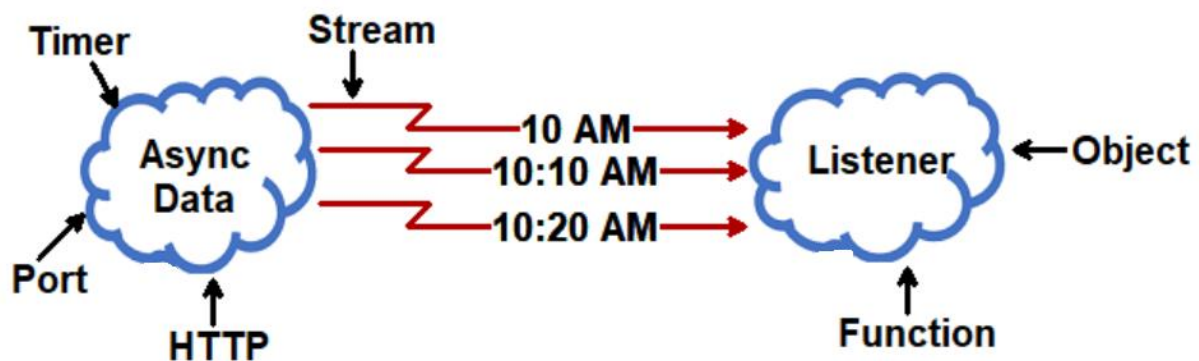 Timer
Stream
Async
Data
10 AM
10:10 AM
10:20 AM
Listener
Object
Port
HTTP
Function